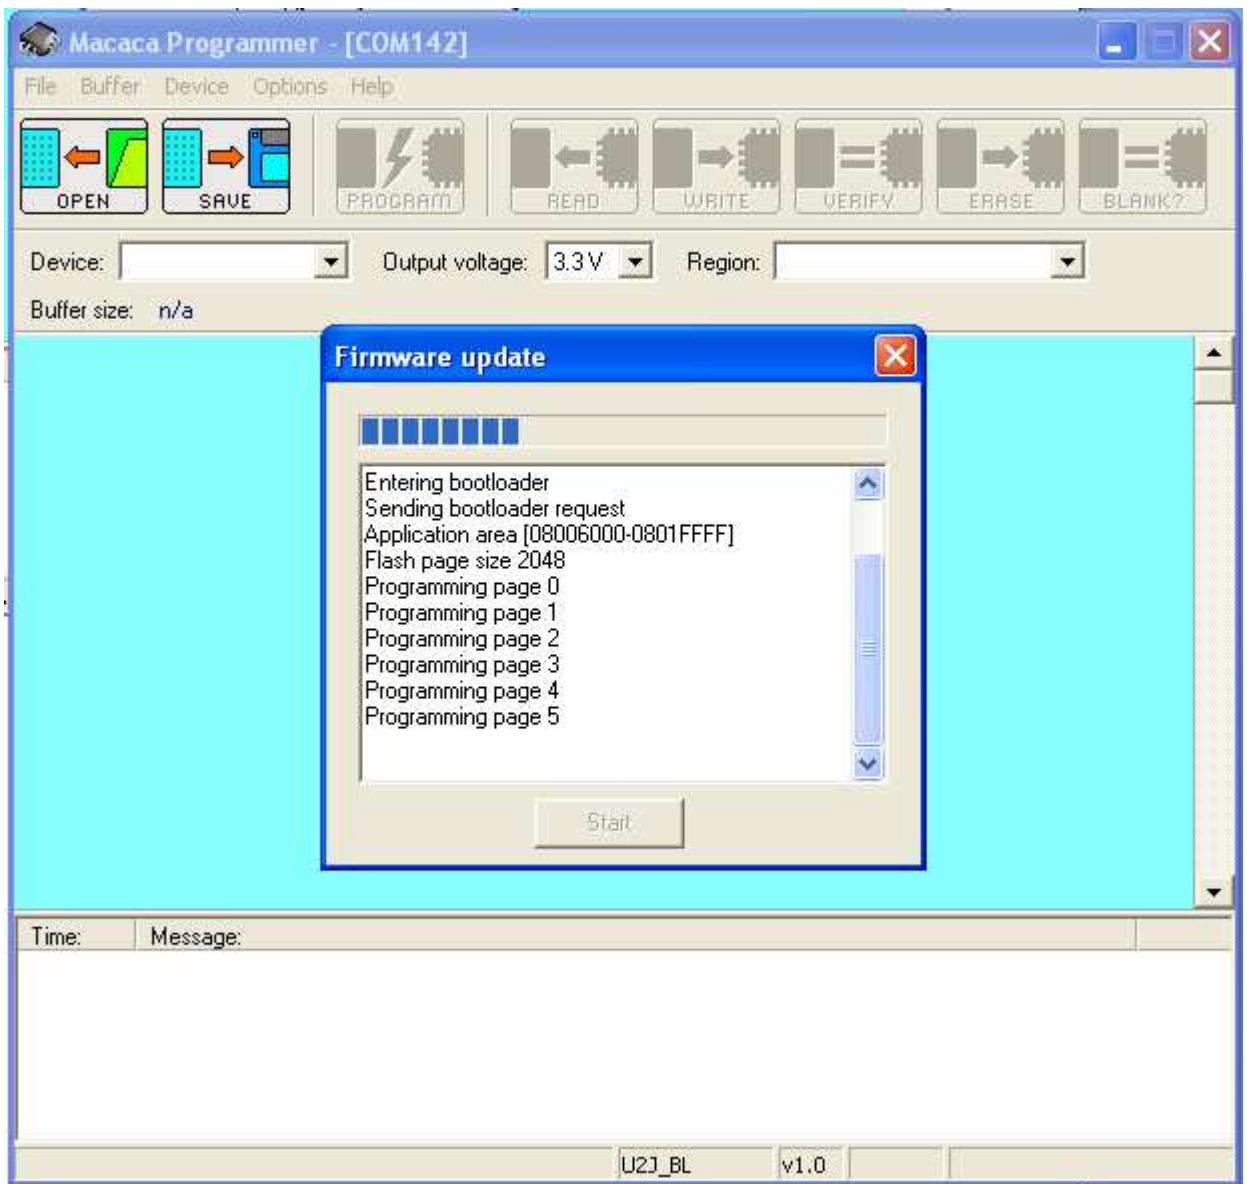 Macaca Programmer - [COM142]
File Buffer Device Options Help
OPEN SAVE PROGRAM READ WRITE VERIFY ERASE BLANK?
Device: Output voltage: 3.3 V Region:
Buffer size: n/a
Firmware update
Entering bootloader
Sending bootloader request
Application area [08006000-0801FFFF]
Flash page size 2048
Programming page 0
Programming page 1
Programming page 2
Programming page 3
Programming page 4
Programming page 5
Start
Time: Message:
U2J_BL v1.0